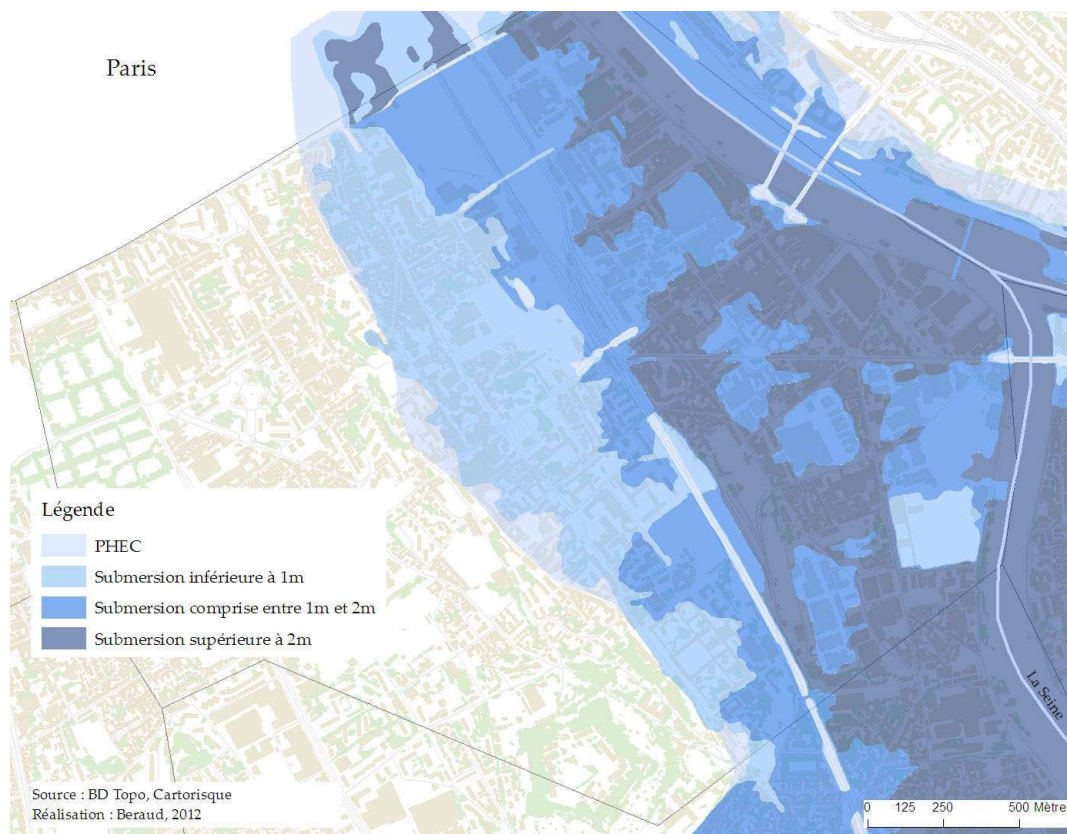 Paris
Légende
PHEC
Submersion inférieure à 1m
Submersion comprise entre 1m et 2m
Submersion supérieure à 2m
La Seine
Source : BD Topo, Cartorisque
Réalisation : Beraud, 2012
0 125 250 500 Mètres